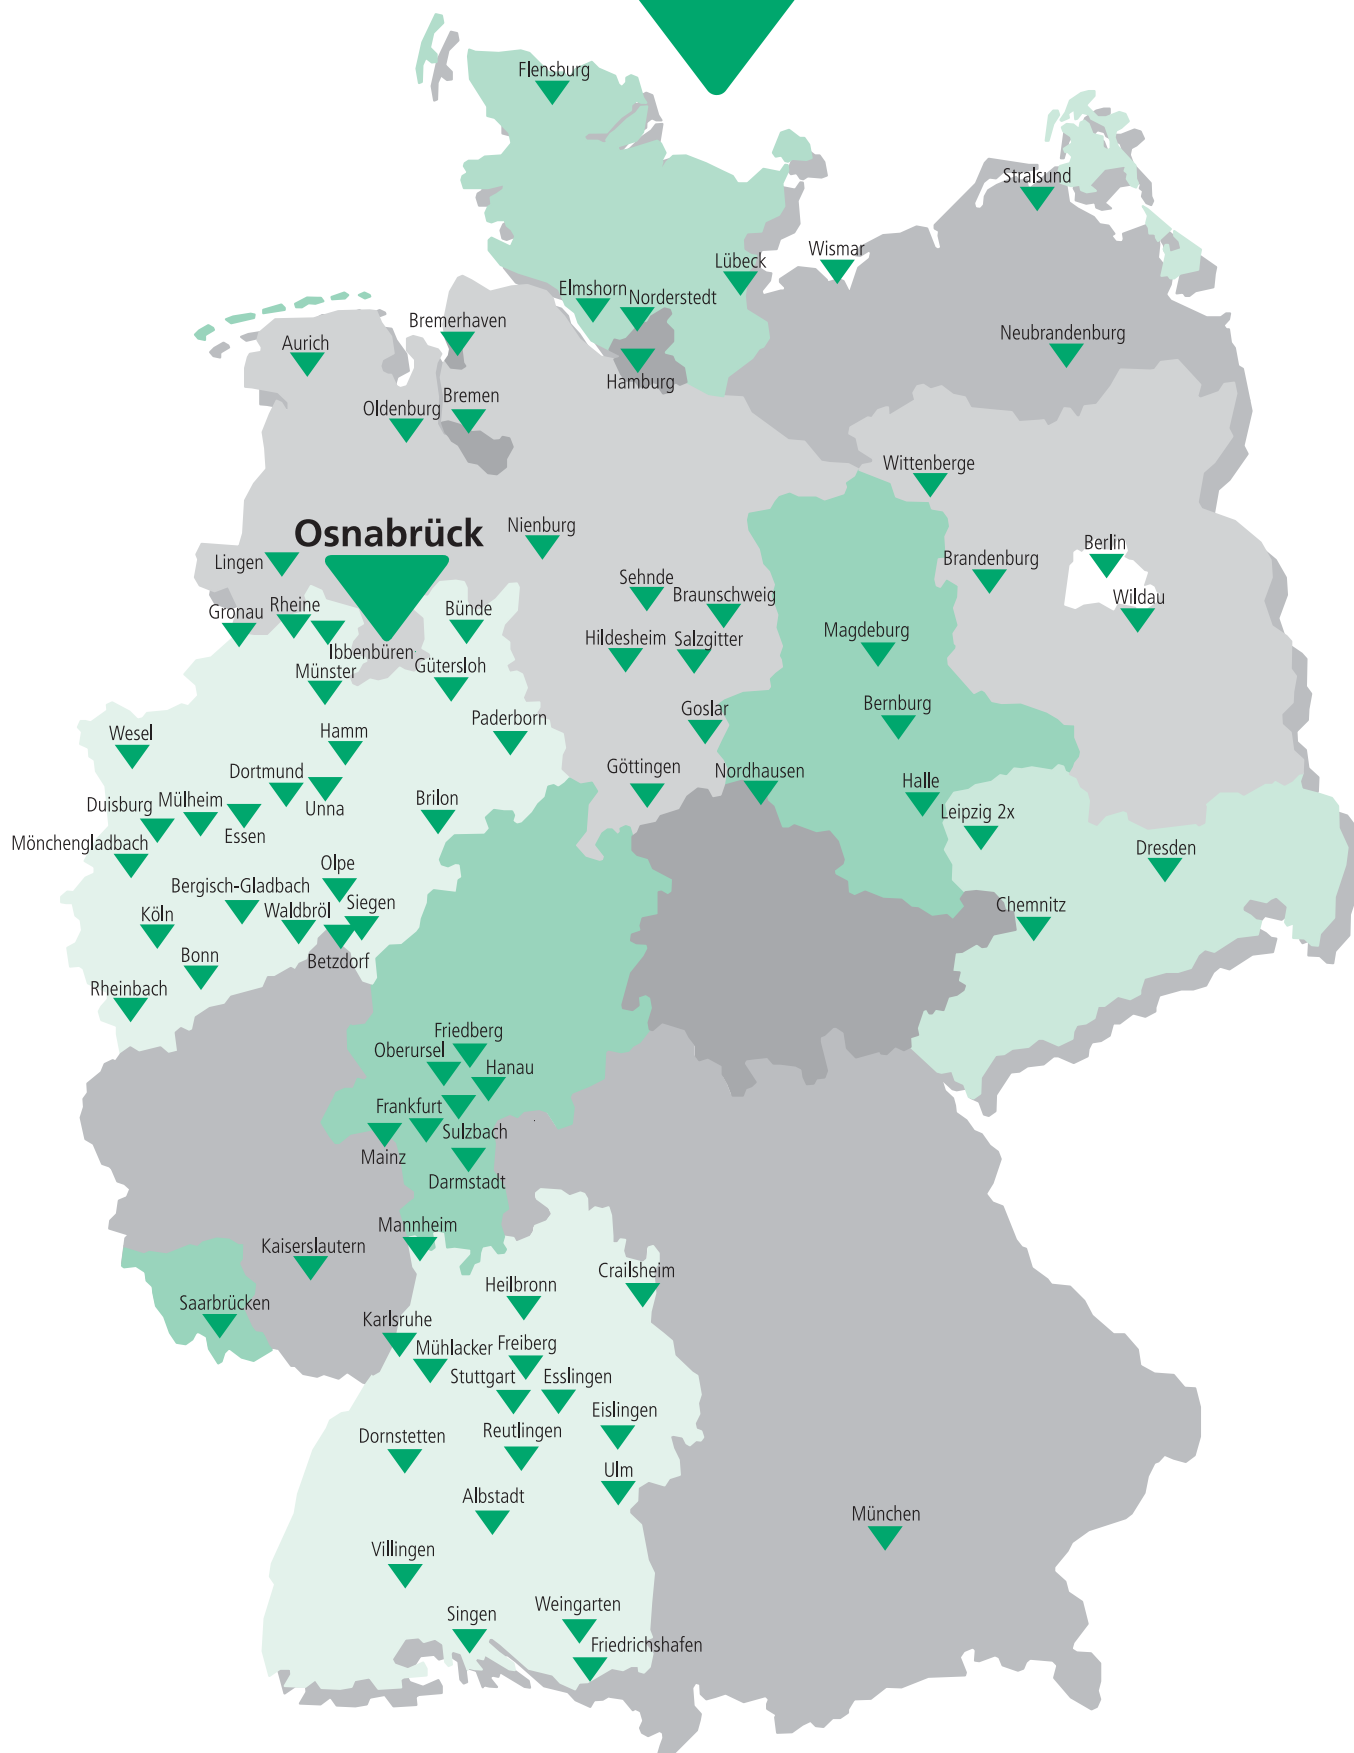 Flensburg
Stralsund
Wismar
Lübeck
Elmshorn
Norderstedt
Bremerhaven
Neubrandenburg
Aurich
Hamburg
Bremen
Oldenburg
Wittenberge
Nienburg
Osnabrück
Berlin
Brandenburg
Lingen
Sehnde
Braunschweig
Wildau
Gronau
Rheine
Bünde
Magdeburg
Hildesheim
Salzgitter
Ibbenbüren
Münster
Gütersloh
Bernburg
Goslar
Paderborn
Wesel
Hamm
Göttingen
Nordhausen
Dortmund
Halle
Duisburg
Mülheim
Unna
Brilon
Leipzig 2x
Essen
Mönchengladbach
Dresden
Olpe
Bergisch-Gladbach
Siegen
Waldbröl
Köln
Chemnitz
Bonn
Betzdorf
Rheinbach
Friedberg
Oberursel
Hanau
Frankfurt
Sulzbach
Mainz
Darmstadt
Mannheim
Kaiserslautern
Crailsheim
Heilbronn
Saarbrücken
Karlsruhe
Mühlacker
Freiberg
Stuttgart
Esslingen
Eislingen
Dornstetten
Reutlingen
Ulm
Albstadt
München
Villingen
Weingarten
Singen
Friedrichshafen